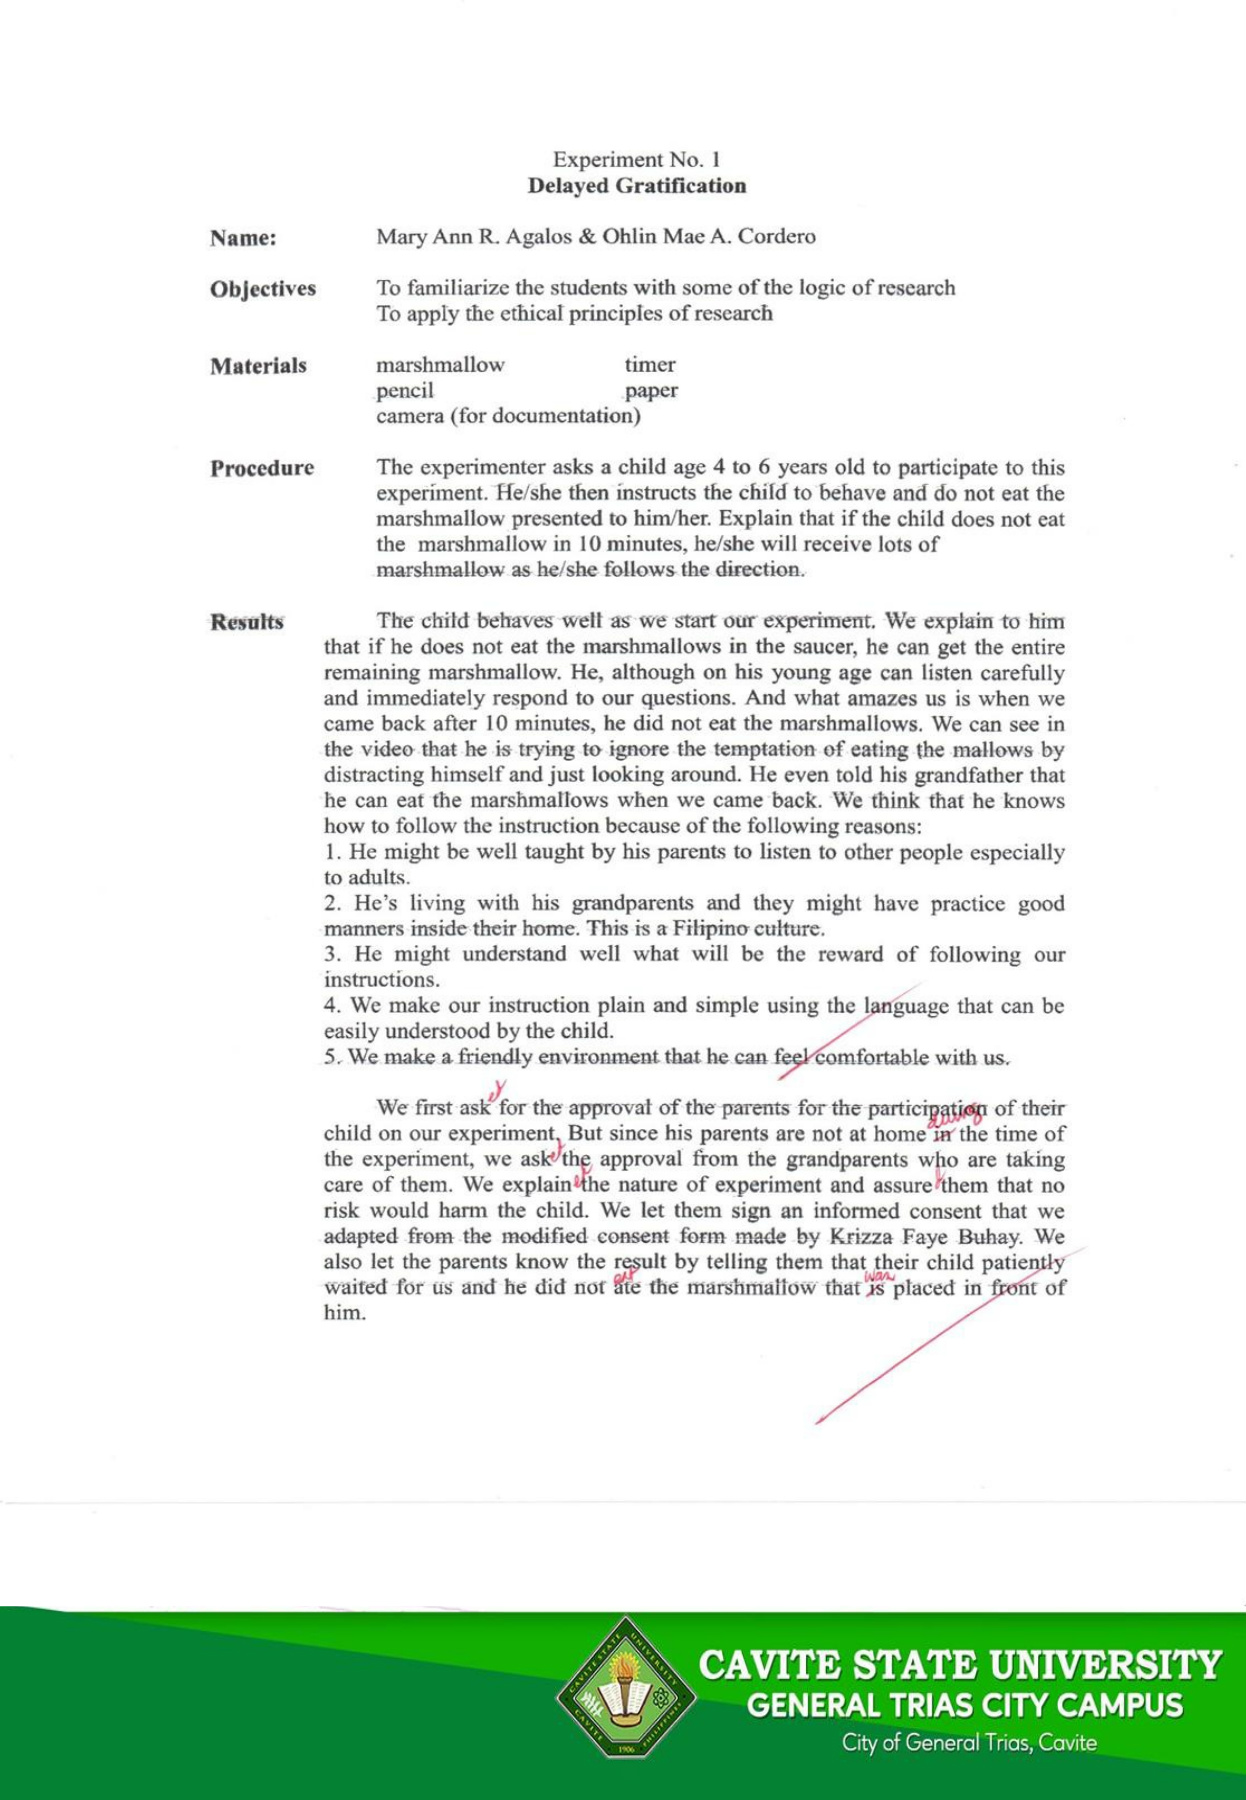 Experiment No. 1
Delayed Gratification
Name: Mary Ann R. Agalos & Ohlin Mae A. Cordero
Objectives To familiarize the students with some of the logic of research
To apply the ethical principles of research
Materials marshmallow timer
pencil paper
camera (for documentation)
Procedure The experimenter asks a child age 4 to 6 years old to participate to this
experiment. He/she then instructs the child to behave and do not eat the
marshmallow presented to him/her. Explain that if the child does not eat
the marshmallow in 10 minutes, he/she will receive lots of
marshmallow as he/she follows the direction.
Results The child behaves well as we start our experiment. We explain to him
that if he does not eat the marshmallows in the saucer, he can get the entire
remaining marshmallow. He, although on his young age can listen carefully
and immediately respond to our questions. And what amazes us is when we
came back after 10 minutes, he did not eat the marshmallows. We can see in
the video that he is trying to ignore the temptation of eating the mallows by
distracting himself and just looking around. He even told his grandfather that
he can eat the marshmallows when we came back. We think that he knows
how to follow the instruction because of the following reasons:
1. He might be well taught by his parents to listen to other people especially
to adults.
2. He's living with his grandparents and they might have practice good
manners inside their home. This is a Filipino culture.
3. He might understand well what will be the reward of following our
instructions.
4. We make our instruction plain and simple using the language that can be
easily understood by the child.
5. We make a friendly environment that he can feel comfortable with us.
ed
We first ask for the approval of the parents for the participation of their
during
child on our experiment. But since his parents are not at home in the time of
the experiment, we ask the approval from the grandparents who are taking
ed
care of them. We explain the nature of experiment and assure them that no
risk would harm the child. We let them sign an informed consent that we
adapted from the modified consent form made by Krizza Faye Buhay. We
also let the parents know the result by telling them that their child patiently
eat was
waited for us and he did not ate the marshmallow that is placed in front of
him.
CAVITE STATE UNIVERSITY
CAVITE PHILIPPINES
1906
CAVITE STATE UNIVERSITY
GENERAL TRIAS CITY CAMPUS
City of General Trias, Cavite